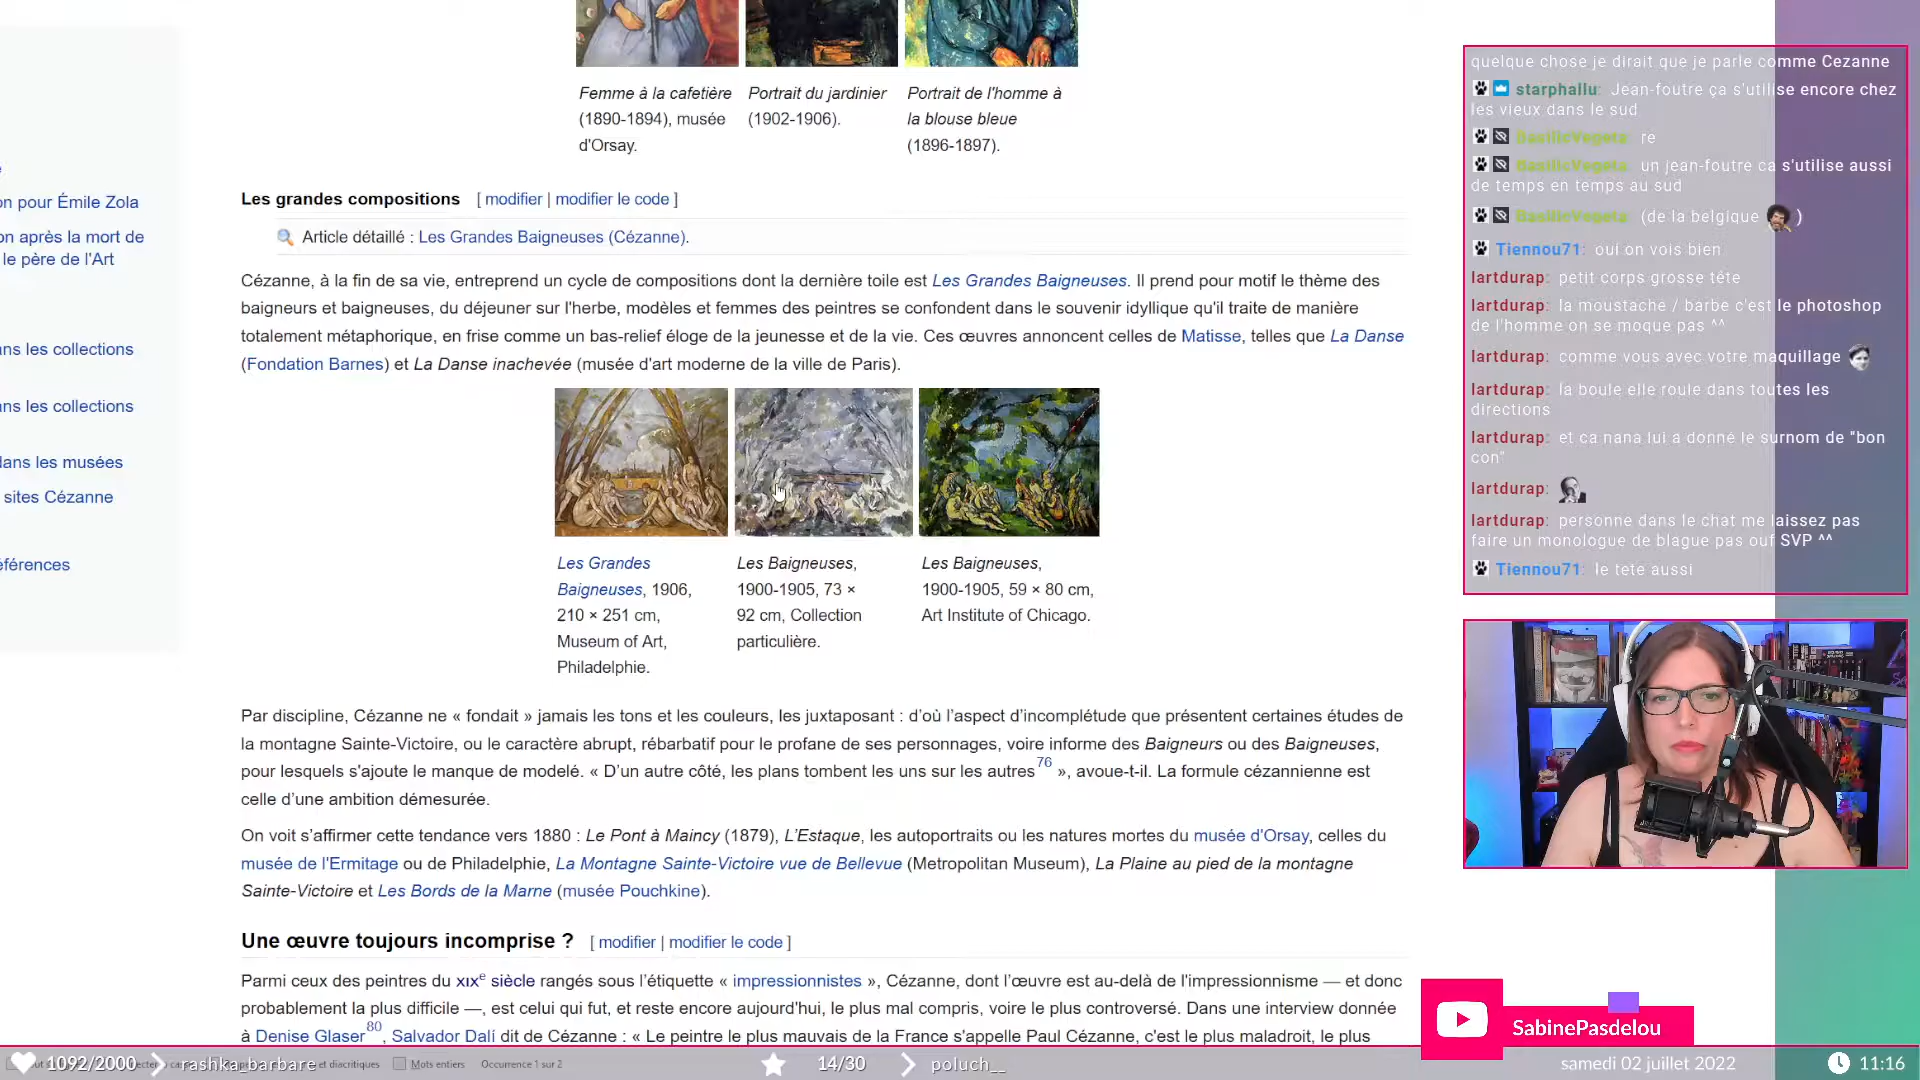 Femme à la cafetière
(1890-1894), musée
d'Orsay.
Portrait du jardinier
(1902-1906).
Portrait de l'homme à
la blouse bleue
(1896-1897).
on pour Émile Zola
on après la mort de
le père de l'Art
ans les collections
ans les collections
dans les musées
sites Cézanne
éférences
Les grandes compositions [ modifier | modifier le code ]
Article détaillé : Les Grandes Baigneuses (Cézanne).
Cézanne, à la fin de sa vie, entreprend un cycle de compositions dont la dernière toile est Les Grandes Baigneuses. Il prend pour motif le thème des
baigneurs et baigneuses, du déjeuner sur l'herbe, modèles et femmes des peintres se confondent dans le souvenir idyllique qu'il traite de manière
totalement métaphorique, en frise comme un bas-relief éloge de la jeunesse et de la vie. Ces œuvres annoncent celles de Matisse, telles que La Danse
(Fondation Barnes) et La Danse inachevée (musée d'art moderne de la ville de Paris).
Les Grandes
Baigneuses, 1906,
210 × 251 cm,
Museum of Art,
Philadelphie.
Les Baigneuses,
1900-1905, 73 ×
92 cm, Collection
particulière.
Les Baigneuses,
1900-1905, 59 × 80 cm,
Art Institute of Chicago.
Par discipline, Cézanne ne « fondait » jamais les tons et les couleurs, les juxtaposant : d'où l'aspect d'incomplétude que présentent certaines études de
la montagne Sainte-Victoire, ou le caractère abrupt, rébarbatif pour le profane de ses personnages, voire informe des Baigneurs ou des Baigneuses,
pour lesquels s'ajoute le manque de modelé. « D'un autre côté, les plans tombent les uns sur les autres76 », avoue-t-il. La formule cézannienne est
celle d'une ambition démesurée.
On voit s'affirmer cette tendance vers 1880 : Le Pont à Maincy (1879), L'Estaque, les autoportraits ou les natures mortes du musée d'Orsay, celles du
musée de l'Ermitage ou de Philadelphie, La Montagne Sainte-Victoire vue de Bellevue (Metropolitan Museum), La Plaine au pied de la montagne
Sainte-Victoire et Les Bords de la Marne (musée Pouchkine).
Une œuvre toujours incomprise ? [ modifier | modifier le code ]
Parmi ceux des peintres du XIXe siècle rangés sous l'étiquette « impressionnistes », Cézanne, dont l'œuvre est au-delà de l'impressionnisme — et donc
probablement la plus difficile —, est celui qui fut, et reste encore aujourd'hui, le plus mal compris, voire le plus controversé. Dans une interview donnée
à Denise Glaser80, Salvador Dalí dit de Cézanne : « Le peintre le plus mauvais de la France s'appelle Paul Cézanne, c'est le plus maladroit, le plus
quelque chose je dirait que je parle comme Cezanne
starphallu: Jean-foutre ça s'utilise encore chez
les vieux dans le sud
BasilicVegeta: re
BasilicVegeta: un jean-foutre ca s'utilise aussi
de temps en temps au sud
BasilicVegeta: (de la belgique )
Tiennou71: oui on vois bien
lartdurap: petit corps grosse tête
lartdurap: la moustache / barbe c'est le photoshop
de l'homme on se moque pas ^^
lartdurap: comme vous avec votre maquillage
lartdurap: la boule elle roule dans toutes les
directions
lartdurap: et ca nana lui a donné le surnom de "bon
con"
lartdurap:
lartdurap: personne dans le chat me laissez pas
faire un monologue de blague pas ouf SVP ^^
Tiennou71: le tete aussi
SabinePasdelou
1092/2000 rashka_barbare
et diacritiques Mots entiers Occurrence 1 sur 2
14/30 poluch__
samedi 02 juillet 2022 11:16